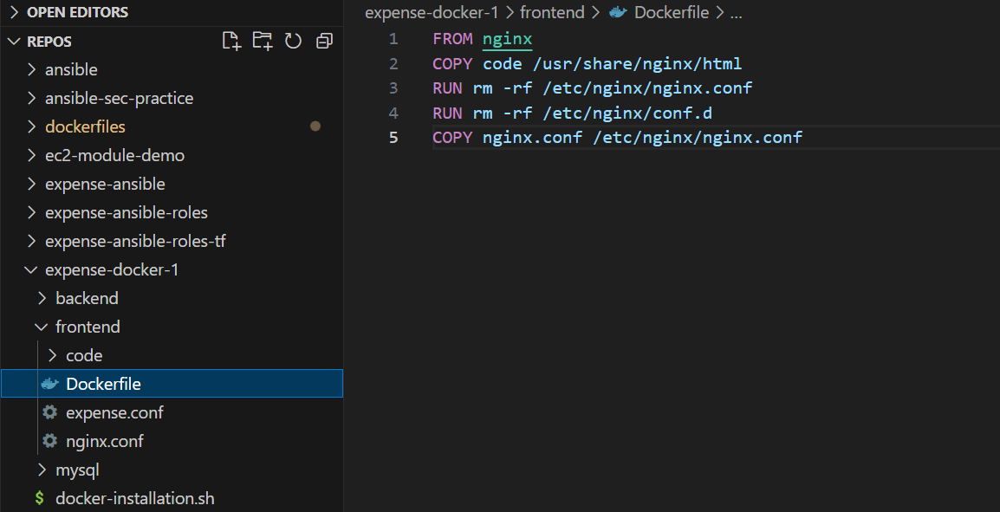 OPEN EDITORS
REPOS
ansible
ansible-sec-practice
dockerfiles
ec2-module-demo
expense-ansible
expense-ansible-roles
expense-ansible-roles-tf
expense-docker-1
backend
frontend
code
Dockerfile
expense.conf
nginx.conf
mysql
$ docker-installation.sh
expense-docker-1 > frontend > Dockerfile > ...
1 FROM nginx
2 COPY code /usr/share/nginx/html
3 RUN rm -rf /etc/nginx/nginx.conf
4 RUN rm -rf /etc/nginx/conf.d
5 COPY nginx.conf /etc/nginx/nginx.conf